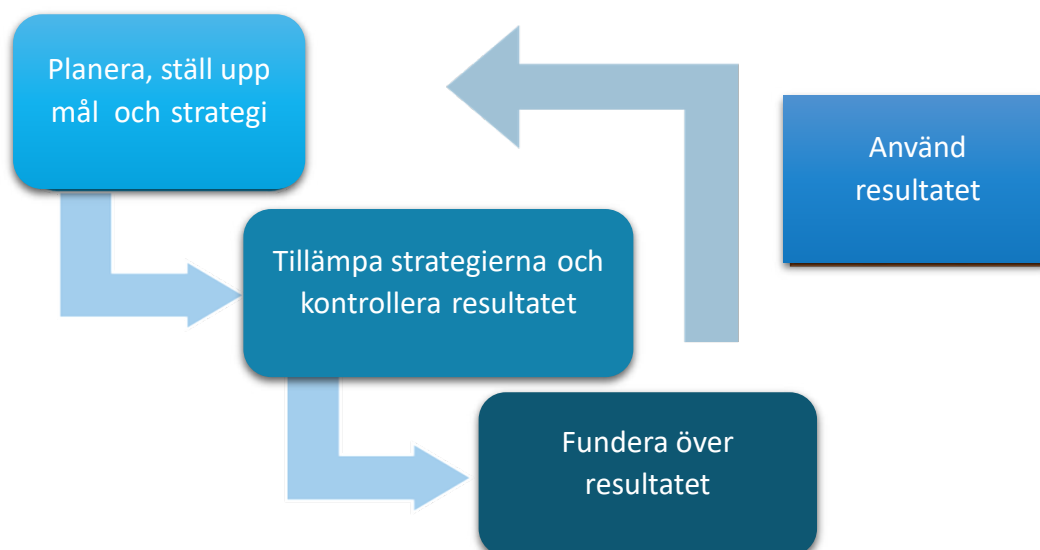 Planera, ställ upp
mål och strategi
Använd
resultatet
Tillämpa strategierna och
kontrollera resultatet
Fundera över
resultatet